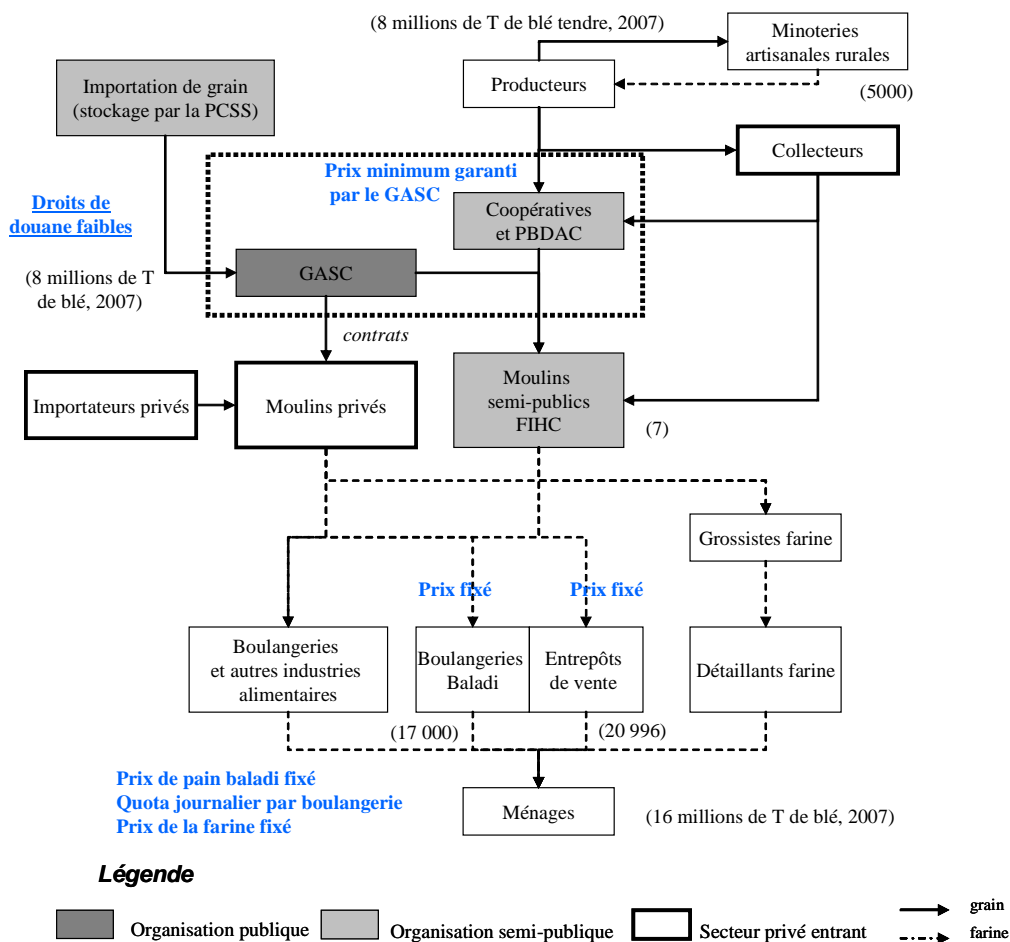 (8 millions de T de blé tendre, 2007)
Minoteries
artisanales rurales
(5000)
Importation de grain
(stockage par la PCSS)
Producteurs
Collecteurs
Prix minimum garanti
par le GASC
Droits de
douane faibles
Coopératives
et PBDAC
(8 millions de T
de blé, 2007)
GASC
contrats
Importateurs privés
Moulins privés
Moulins
semi-publics
FIHC
(7)
Grossistes farine
Prix fixé
Prix fixé
Boulangeries
et autres industries
alimentaires
Boulangeries
Baladi
Entrepôts
de vente
Détaillants farine
(17 000)
(20 996)
Prix de pain baladi fixé
Quota journalier par boulangerie
Prix de la farine fixé
Ménages
(16 millions de T de blé, 2007)
Légende
Organisation publique
Organisation semi-publique
Secteur privé entrant
grain
farine